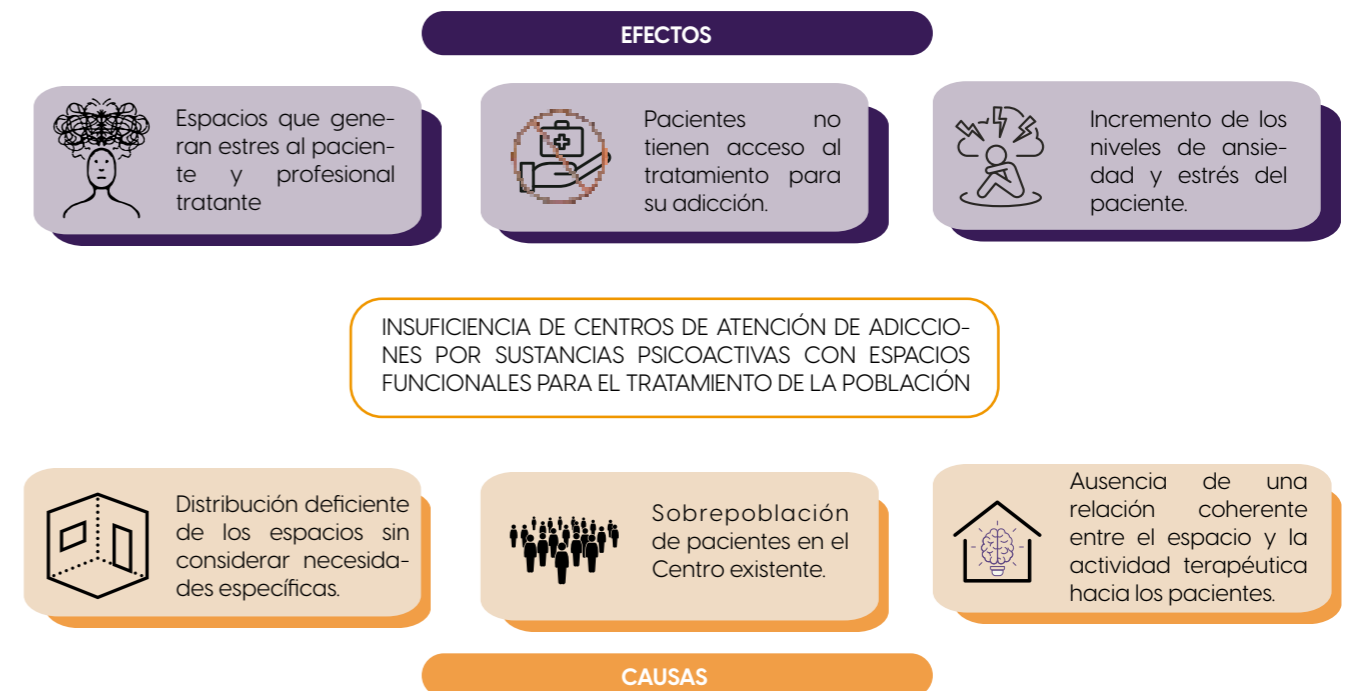 EFECTOS
Espacios que gene-
ran estres al pacien-
te y profesional
tratante
Pacientes no
tienen acceso al
tratamiento para
su adicción.
Incremento de los
niveles de ansie-
dad y estrés del
paciente.
INSUFICIENCIA DE CENTROS DE ATENCIÓN DE ADICCIO-
NES POR SUSTANCIAS PSICOACTIVAS CON ESPACIOS
FUNCIONALES PARA EL TRATAMIENTO DE LA POBLACIÓN
Distribución deficiente
de los espacios sin
considerar necesida-
des específicas.
Sobrepoblación
de pacientes en el
Centro existente.
Ausencia de una
relación coherente
entre el espacio y la
actividad terapéutica
hacia los pacientes.
CAUSAS